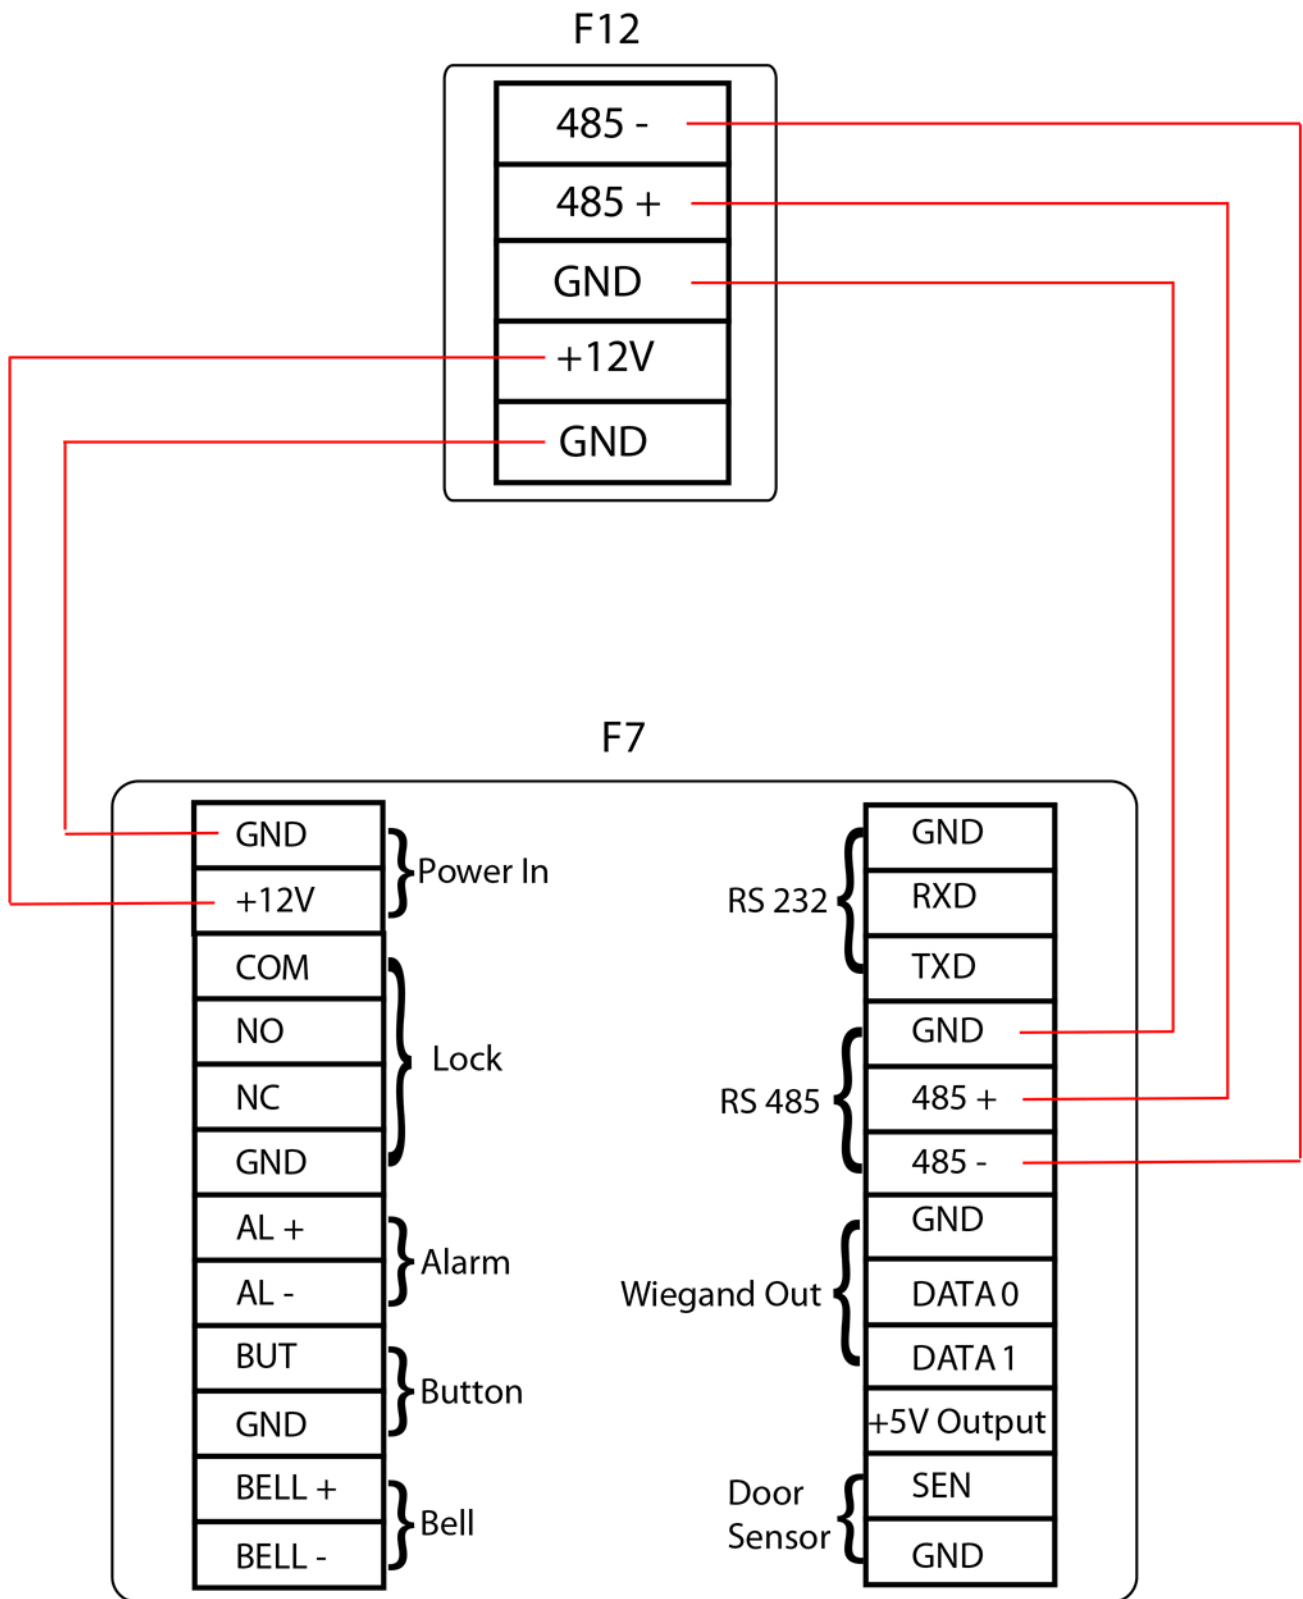 F12
485 -
485 +
GND
+12V
GND
F7
GND
+12V
Power In
COM
NO
NC
GND
Lock
AL +
AL -
Alarm
BUT
GND
Button
BELL +
BELL -
Bell
RS 232
GND
RXD
TXD
RS 485
GND
485 +
485 -
Wiegand Out
GND
DATA 0
DATA 1
+5V Output
Door
Sensor
SEN
GND